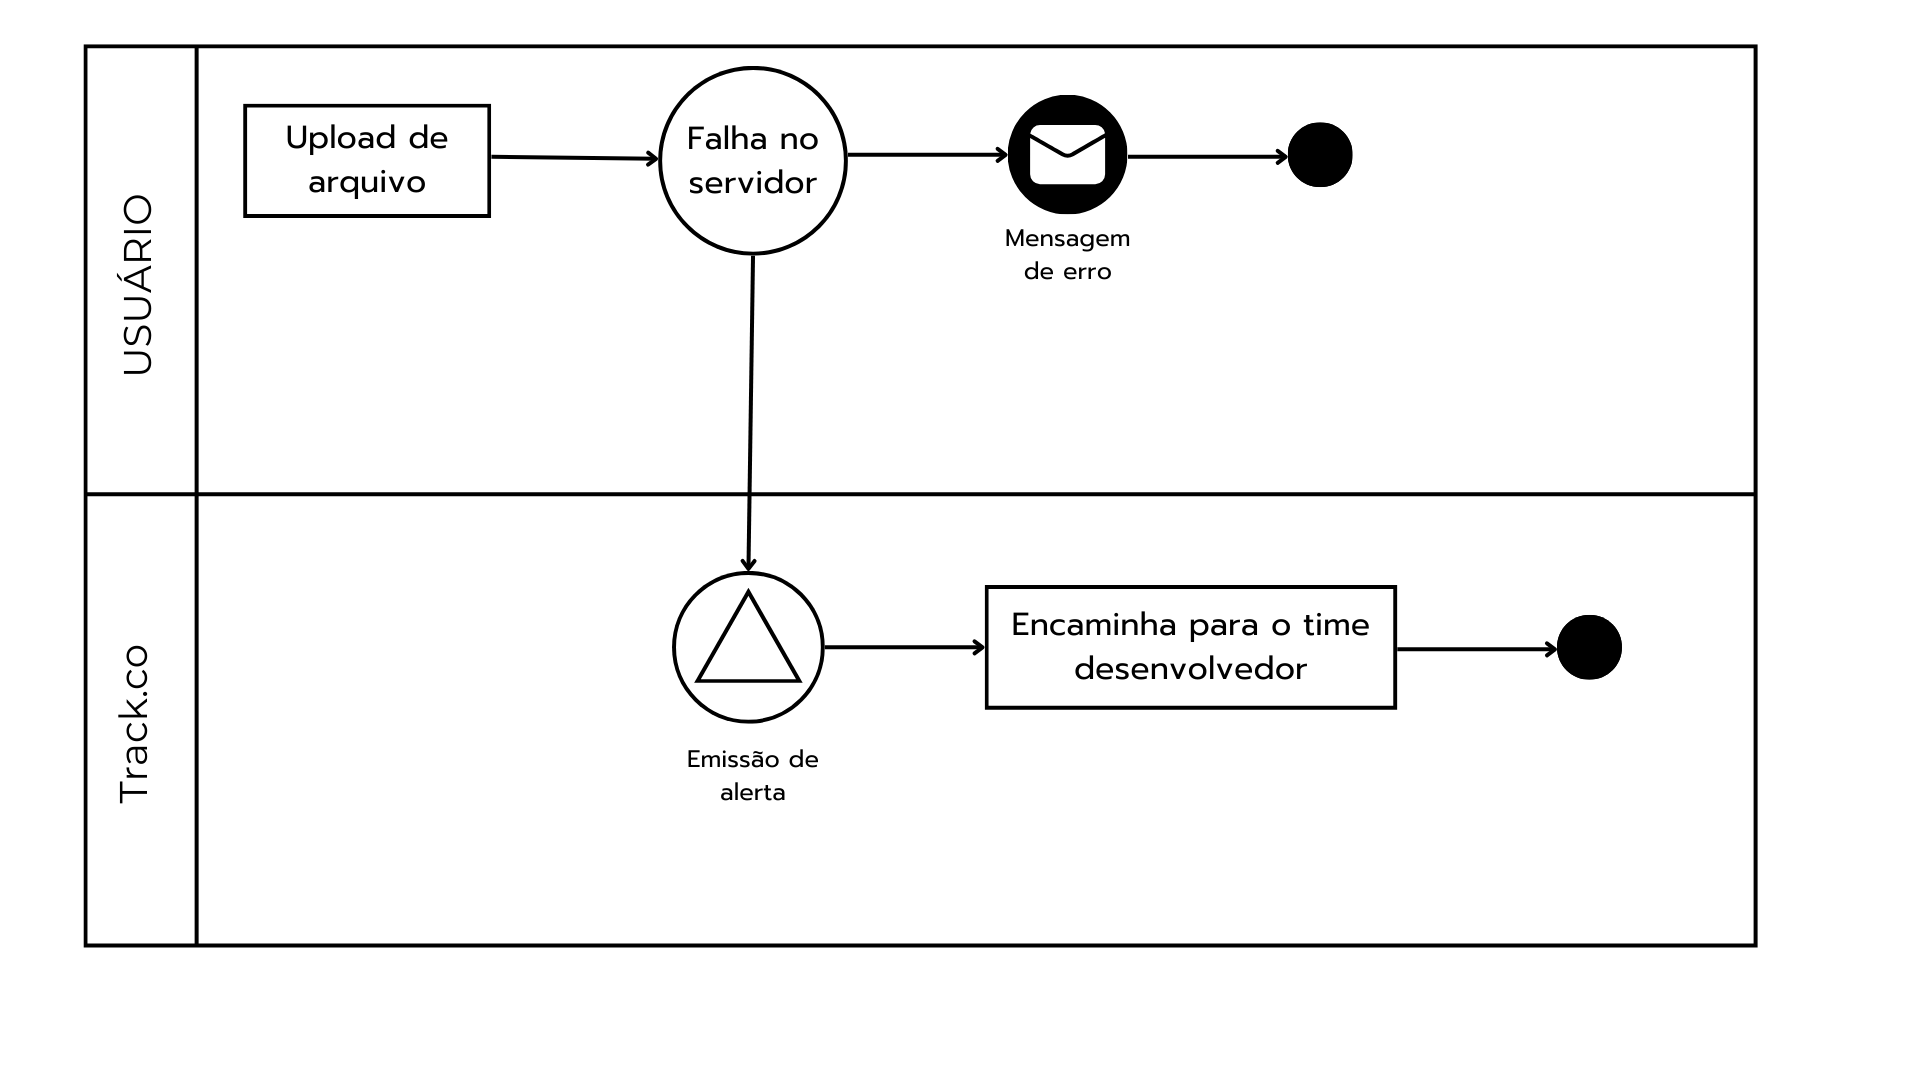 USUÁRIO
Upload de
arquivo
Falha no
servidor
Mensagem
de erro
Track.co
Emissão de
alerta
Encaminha para o time
desenvolvedor